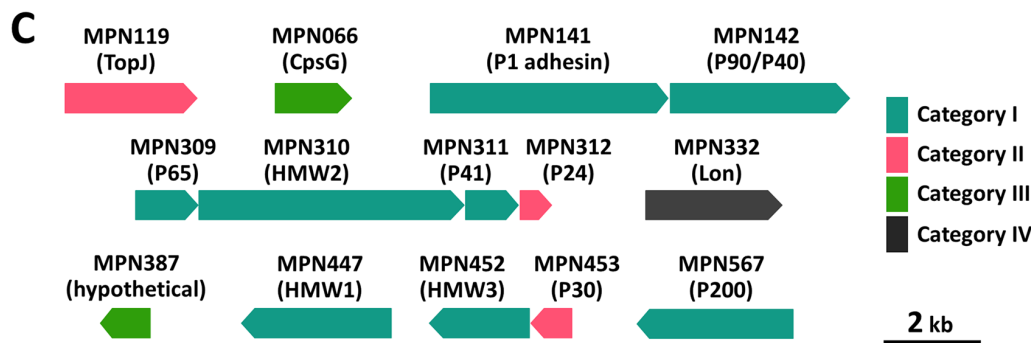 C
MPN119 MPN066 MPN141 MPN142
(TopJ) (CpsG) (P1 adhesin) (P90/P40)
Category I
MPN309 MPN310 MPN311 MPN312 MPN332
(P65) (HMW2) (P41) (P24) (Lon)
Category II
Category III
Category IV
MPN387 MPN447 MPN452 MPN453 MPN567
(hypothetical) (HMW1) (HMW3) (P30) (P200)
2 kb